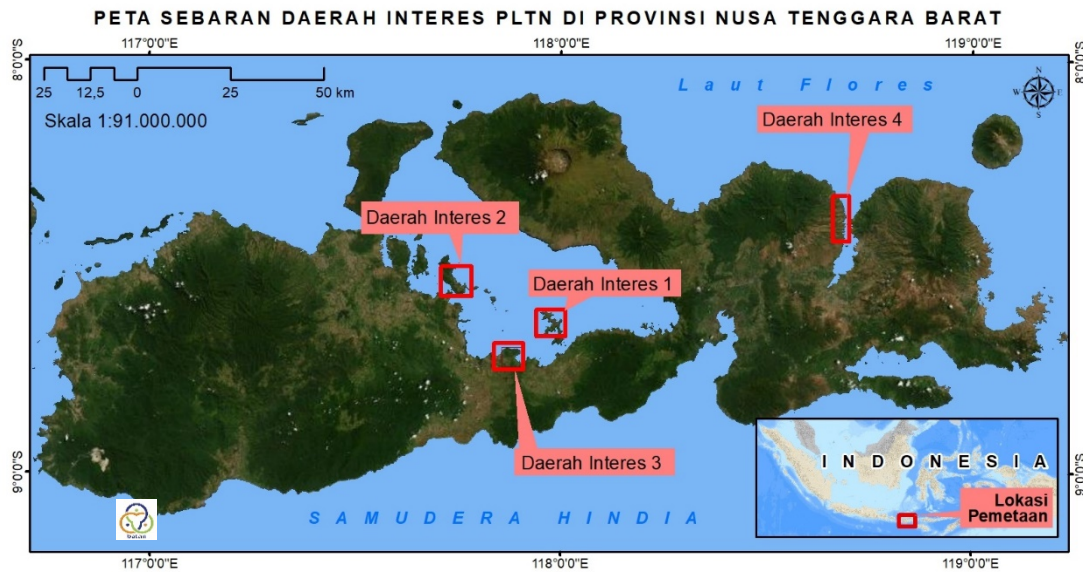 PETA SEBARAN DAERAH INTERES PLTN DI PROVINSI NUSA TENGGARA BARAT
117°0'0"E 118°0'0"E 119°0'0"E
8°0'0"S 8°0'0"S
25 12,5 0 25 50 km
Skala 1:91.000.000
Laut Flores
N
W E
S
Daerah Interes 4
Daerah Interes 2
Daerah Interes 1
Daerah Interes 3
9°0'0"S 9°0'0"S
INDONESIA
Lokasi
Pemetaan
SAMUDERA HINDIA
117°0'0"E 118°0'0"E 119°0'0"E